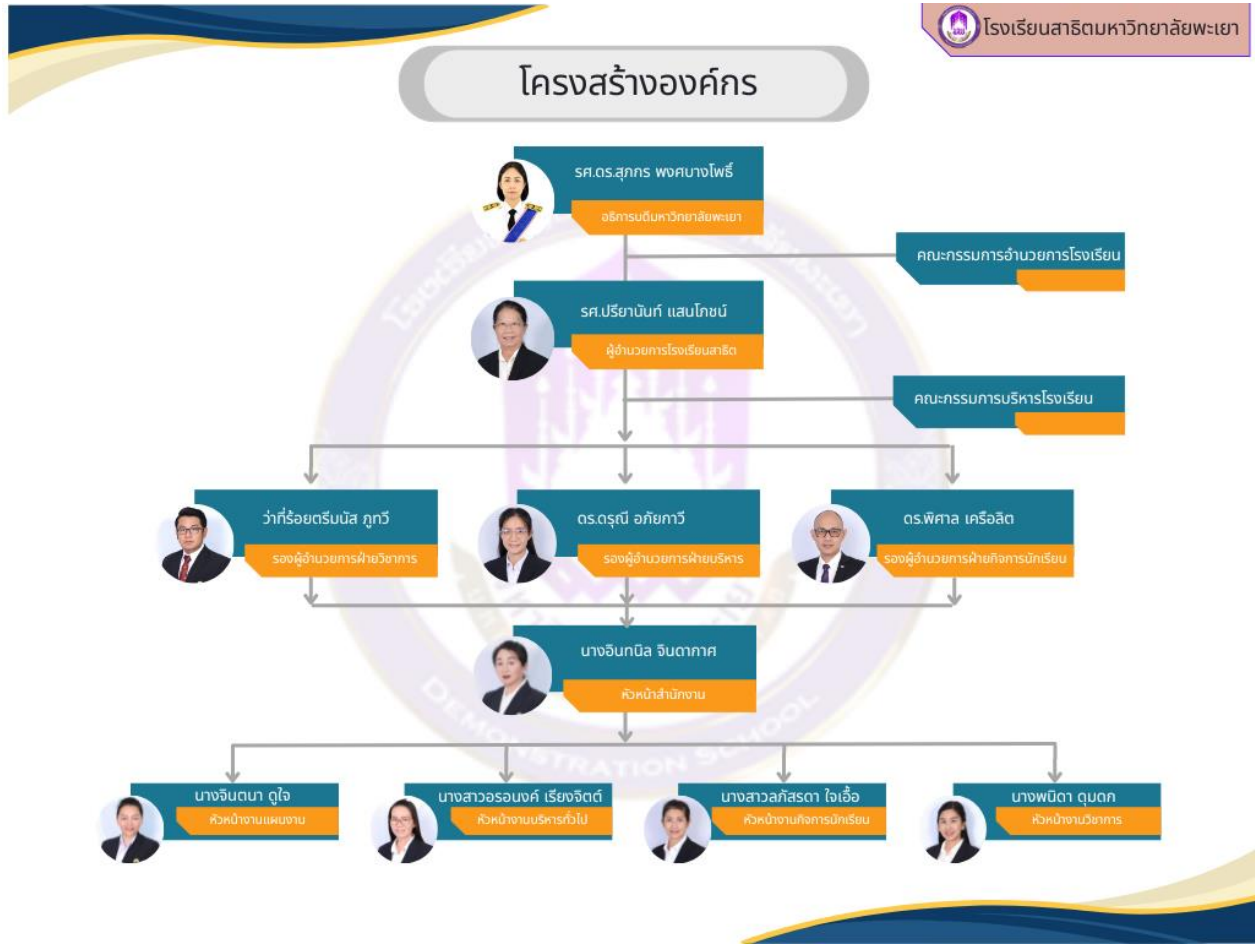 โรงเรียนสาธิตมหาวิทยาลัยพะเยา
โครงสร้างองค์กร
รศ.ดร.สุภกร พงศบางโพธิ์
อธิการบดีมหาวิทยาลัยพะเยา
คณะกรรมการอำนวยการโรงเรียน
รศ.ปรียานันท์ แสนโภชน์
ผู้อำนวยการโรงเรียนสาธิต
คณะกรรมการบริหารโรงเรียน
ว่าที่ร้อยตรีมนัส ภูทวี
รองผู้อำนวยการฝ่ายวิชาการ
ดร.ดรุณี อภัยกาวี
รองผู้อำนวยการฝ่ายบริหาร
ดร.พิศาล เครือลิต
รองผู้อำนวยการฝ่ายกิจการนักเรียน
นางอินทนิล จินดากาศ
หัวหน้าสำนักงาน
นางจินตนา ดูใจ
หัวหน้างานแผนงาน
นางสาวอรอนงค์ เรียงจิตต์
หัวหน้างานบริหารทั่วไป
นางสาวลภัสรดา ใจเอื้อ
หัวหน้างานกิจการนักเรียน
นางพนิดา ดุมดก
หัวหน้างานวิชาการ
DEMONSTRATION SCHOOL